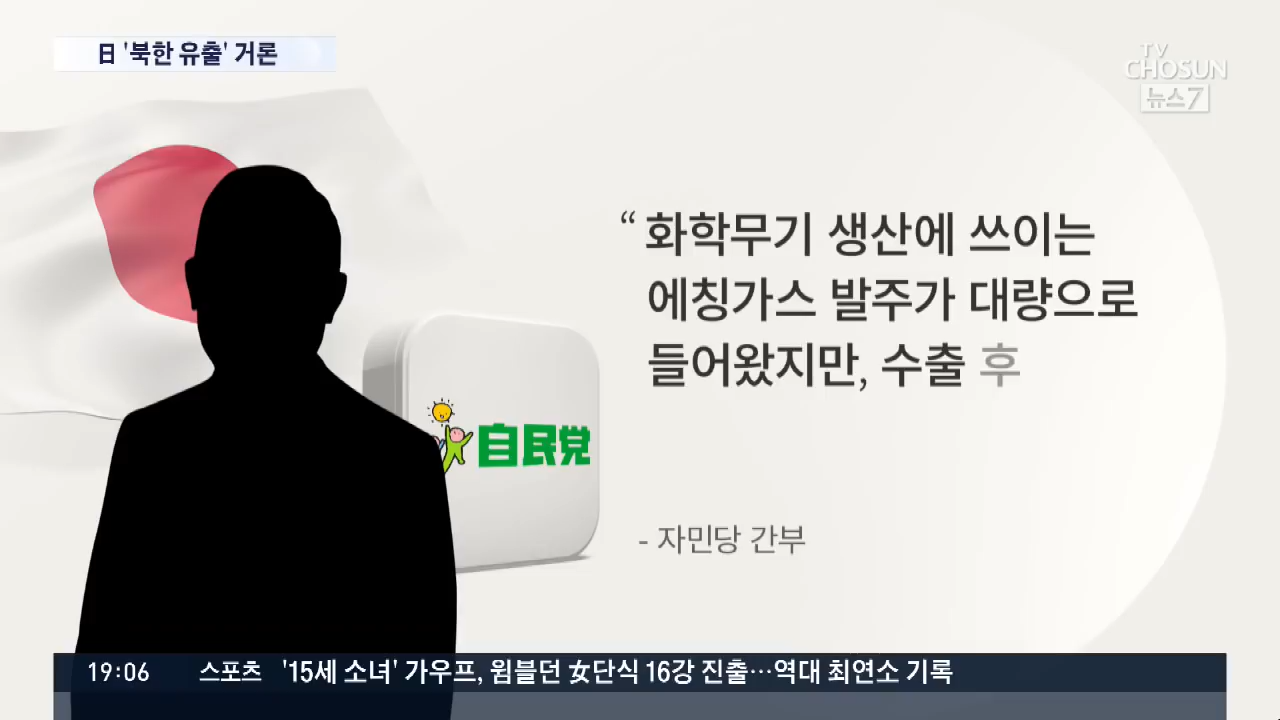 日 '북한 유출' 거론
TV
CHOSUN
뉴스7
“ 화학무기 생산에 쓰이는
에칭가스 발주가 대량으로
들어왔지만, 수출 후
自民党
- 자민당 간부
19:06 스포츠 '15세 소녀' 가우프, 윔블던 女단식 16강 진출…역대 최연소 기록